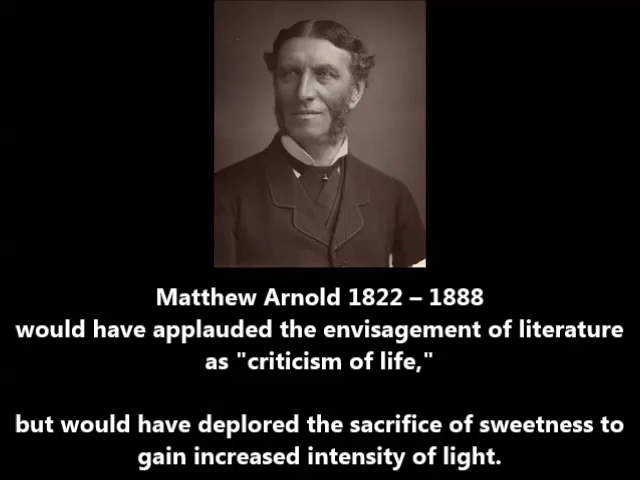 Matthew Arnold 1822 – 1888
would have applauded the envisagement of literature
as "criticism of life,"
but would have deplored the sacrifice of sweetness to
gain increased intensity of light.